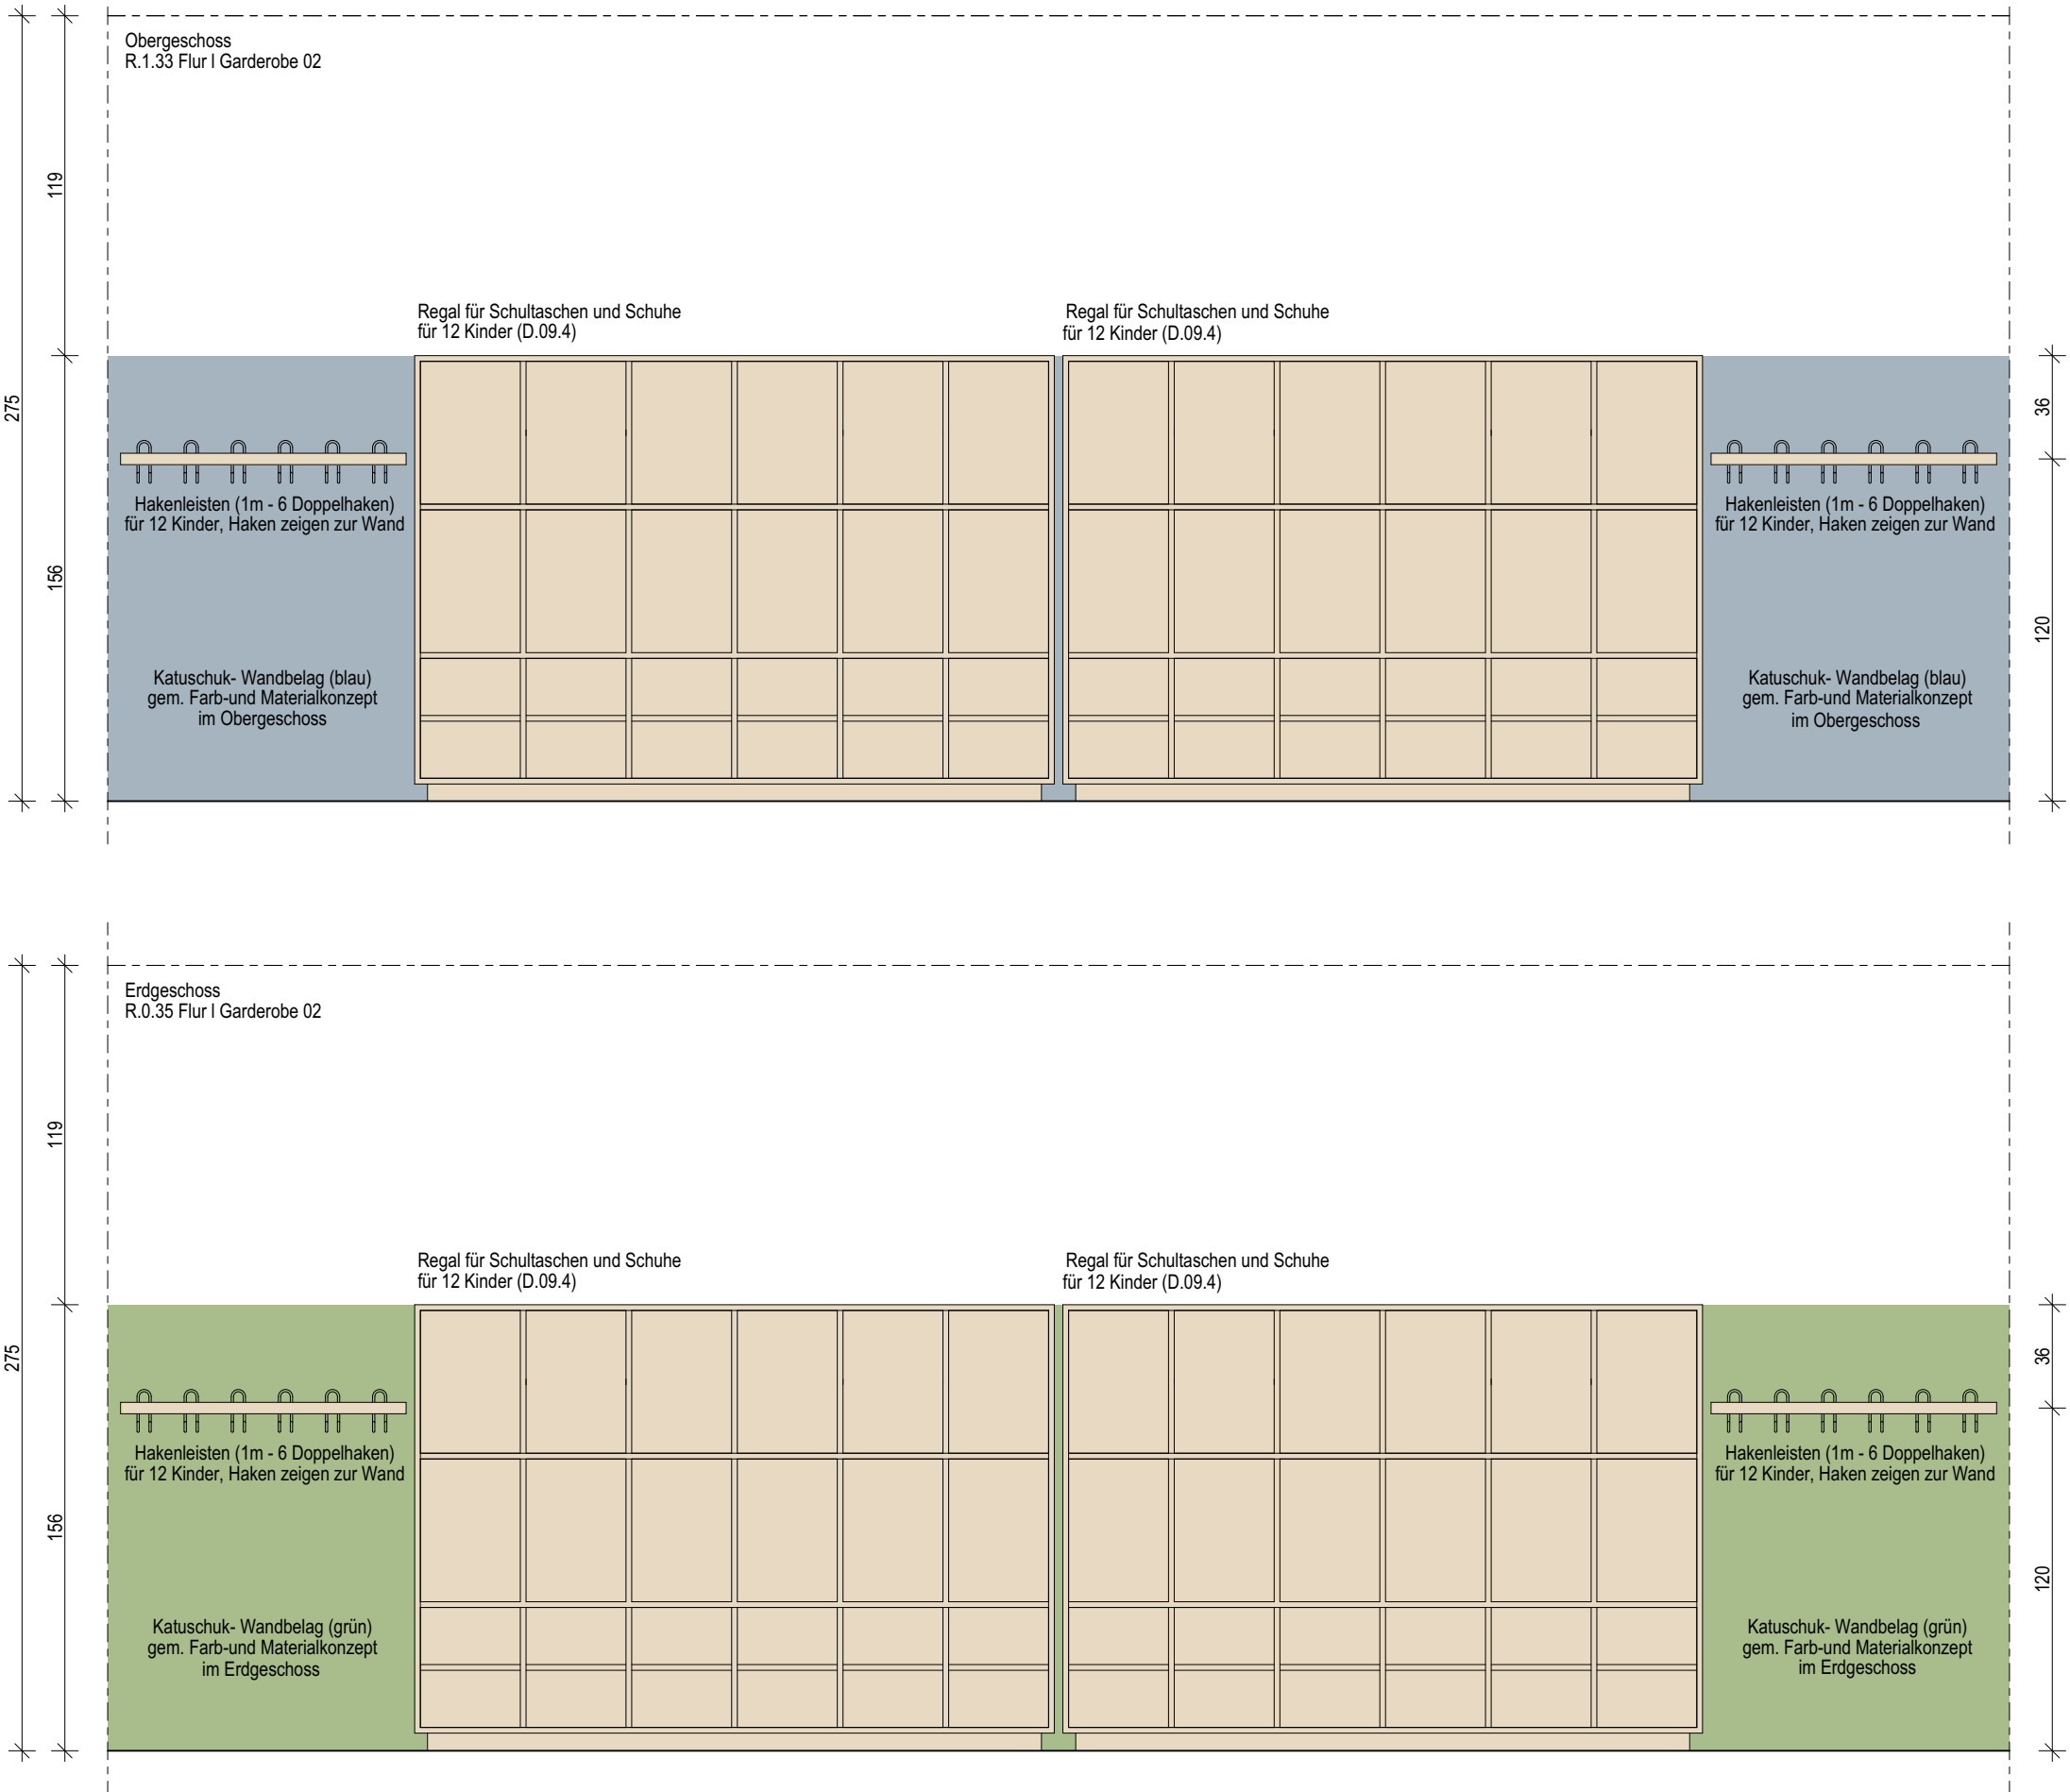 Obergeschoss
R.1.33 Flur I Garderobe 02
119
275
156
Regal für Schultaschen und Schuhe
für 12 Kinder (D.09.4)
Regal für Schultaschen und Schuhe
für 12 Kinder (D.09.4)
36
120
Hakenleisten (1m - 6 Doppelhaken)
für 12 Kinder, Haken zeigen zur Wand
Hakenleisten (1m - 6 Doppelhaken)
für 12 Kinder, Haken zeigen zur Wand
Katuschuk- Wandbelag (blau)
gem. Farb-und Materialkonzept
im Obergeschoss
Katuschuk- Wandbelag (blau)
gem. Farb-und Materialkonzept
im Obergeschoss
Erdgeschoss
R.0.35 Flur I Garderobe 02
119
275
156
Regal für Schultaschen und Schuhe
für 12 Kinder (D.09.4)
Regal für Schultaschen und Schuhe
für 12 Kinder (D.09.4)
36
120
Hakenleisten (1m - 6 Doppelhaken)
für 12 Kinder, Haken zeigen zur Wand
Hakenleisten (1m - 6 Doppelhaken)
für 12 Kinder, Haken zeigen zur Wand
Katuschuk- Wandbelag (grün)
gem. Farb-und Materialkonzept
im Erdgeschoss
Katuschuk- Wandbelag (grün)
gem. Farb-und Materialkonzept
im Erdgeschoss